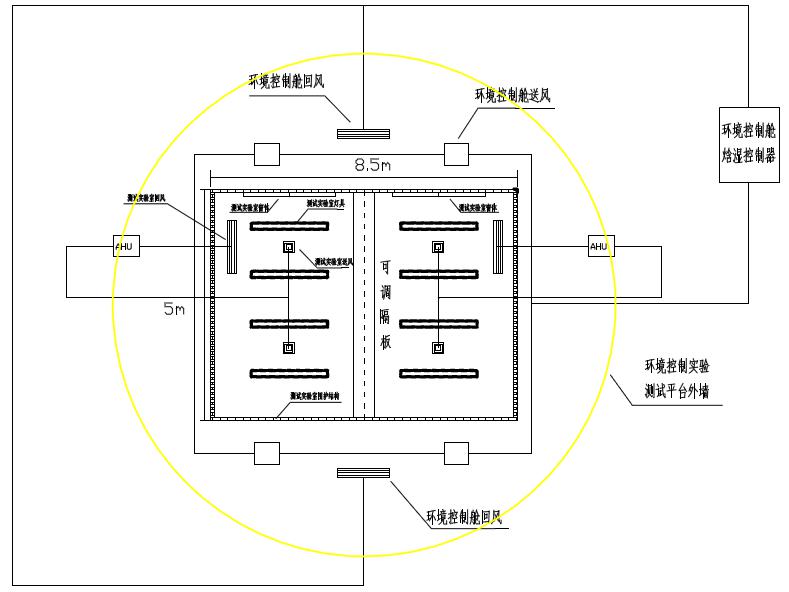 环境控制舱回风
环境控制舱送风
环境控制舱
焓湿控制器
8.5m
测试实验室回风
测试实验室窗体
测试实验室灯具
测试实验室窗体
AHU
AHU
测试实验室送风
可
调
隔
板
5m
环境控制实验
测试平台外墙
测试实验室围护结构
环境控制舱回风